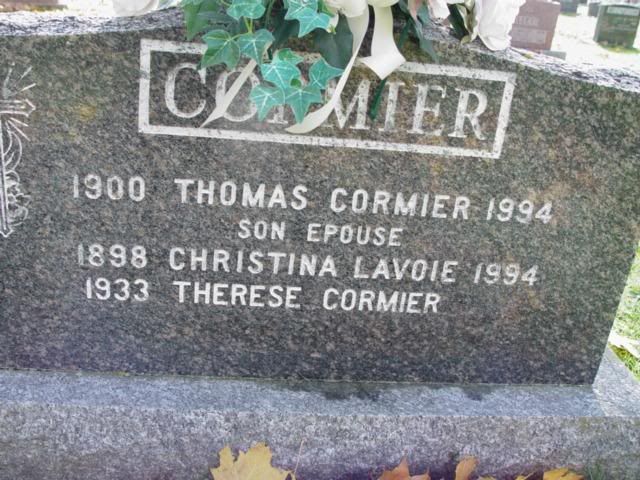 CORMIER
1900 THOMAS CORMIER 1994
SON EPOUSE
1898 CHRISTINA LAVOIE 1994
1933 THERESE CORMIER